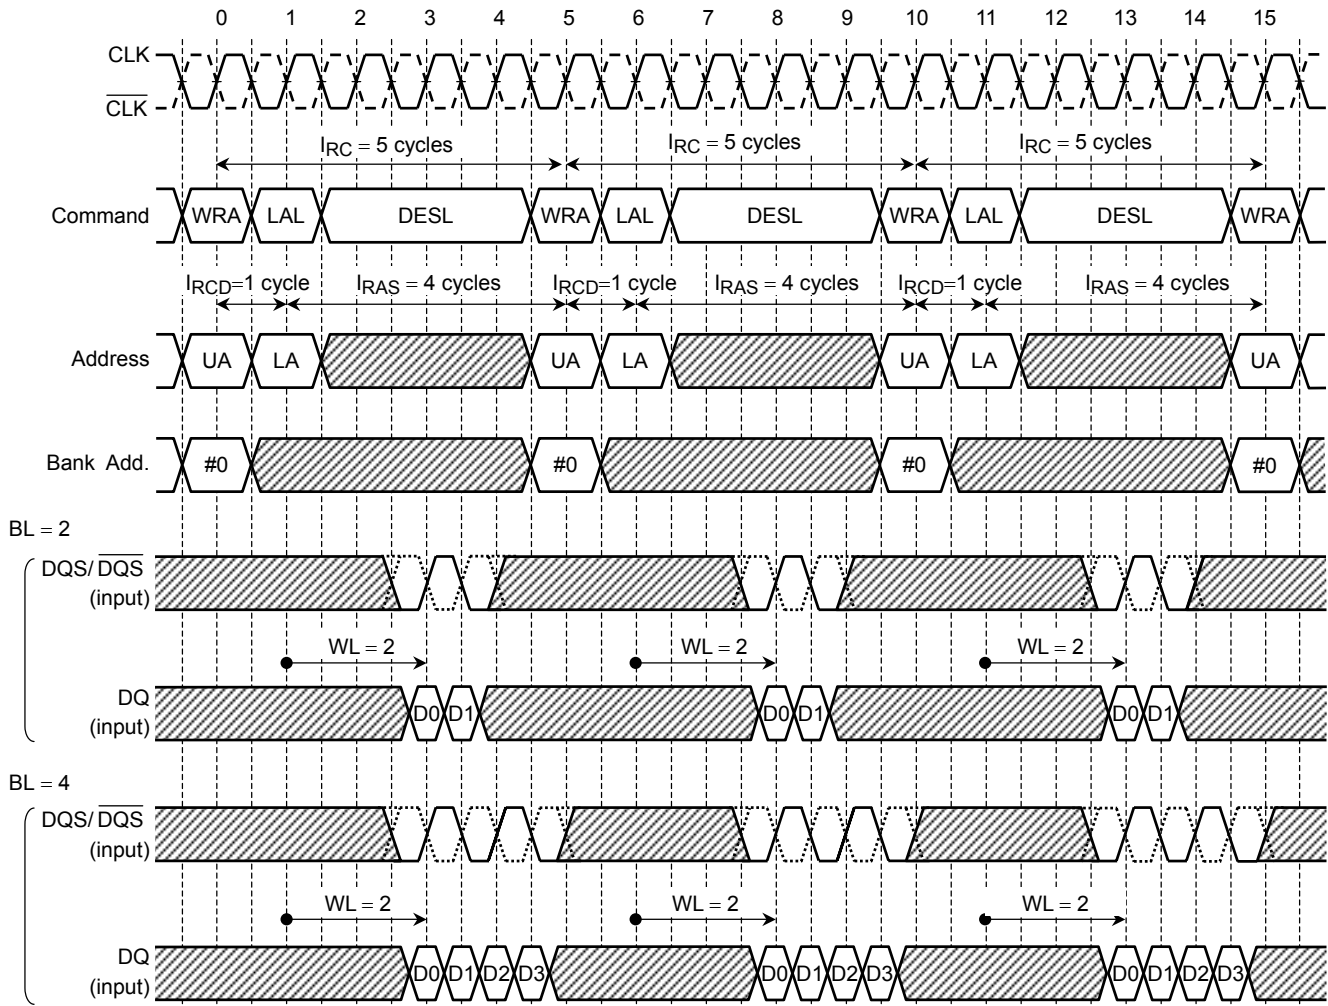 0 1 2 3 4 5 6 7 8 9 10 11 12 13 14 15
CLK
CLK
IRC = 5 cycles IRC = 5 cycles IRC = 5 cycles
Command WRA LAL DESL WRA LAL DESL WRA LAL DESL WRA
IRCD=1 cycle IRAS = 4 cycles IRCD=1 cycle IRAS = 4 cycles IRCD=1 cycle IRAS = 4 cycles
Address UA LA UA LA UA LA UA
Bank Add. #0 #0 #0 #0
BL = 2
DQS/DQS
(input)
WL = 2 WL = 2 WL = 2
DQ
(input) D0 D1 D0 D1 D0 D1
BL = 4
DQS/DQS
(input)
WL = 2 WL = 2 WL = 2
DQ
(input) D0 D1 D2 D3 D0 D1 D2 D3 D0 D1 D2 D3